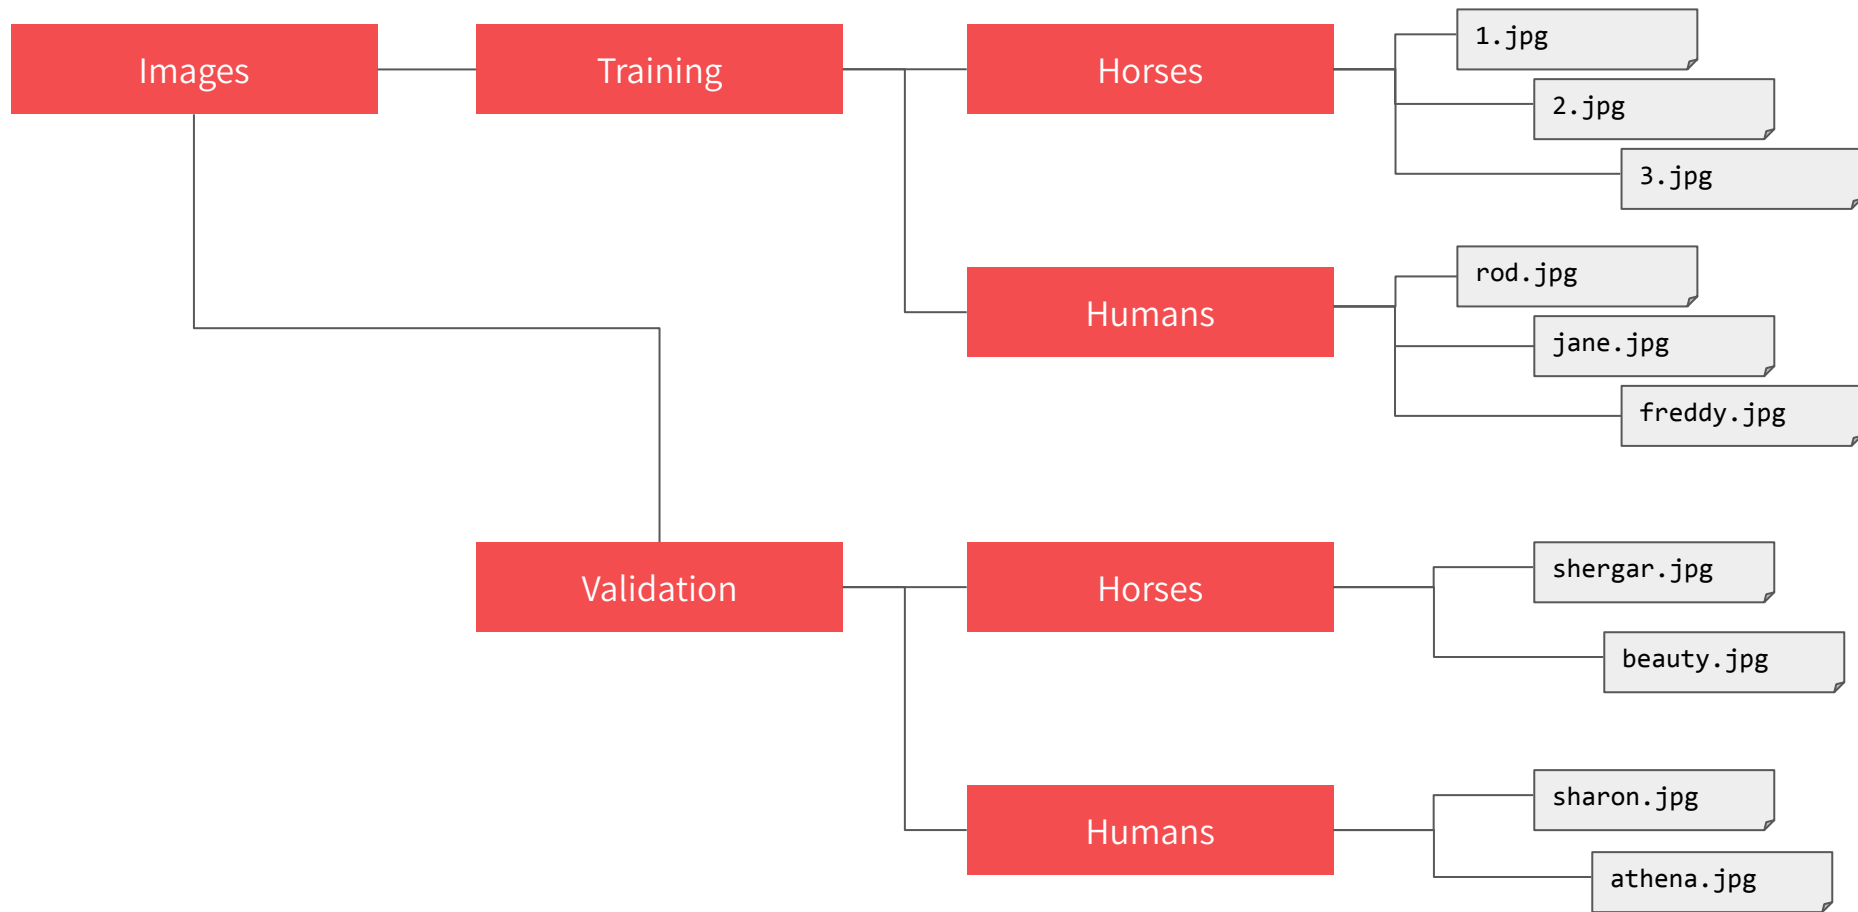 Images
Training
Horses
1.jpg
2.jpg
3.jpg
Humans
rod.jpg
jane.jpg
freddy.jpg
Validation
Horses
shergar.jpg
beauty.jpg
Humans
sharon.jpg
athena.jpg